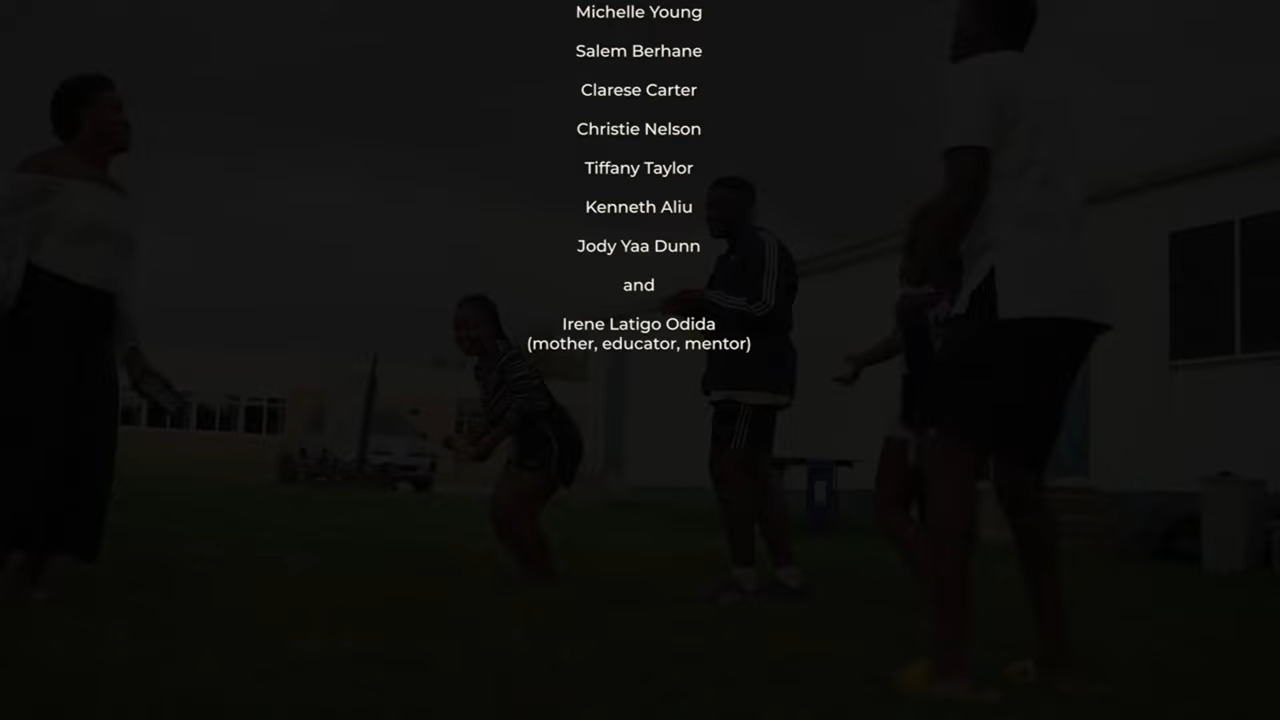 Michelle Young
Salem Berhane
Clarese Carter
Christie Nelson
Tiffany Taylor
Kenneth Aliu
Jody Yaa Dunn
and
Irene Latigo Odida
(mother, educator, mentor)